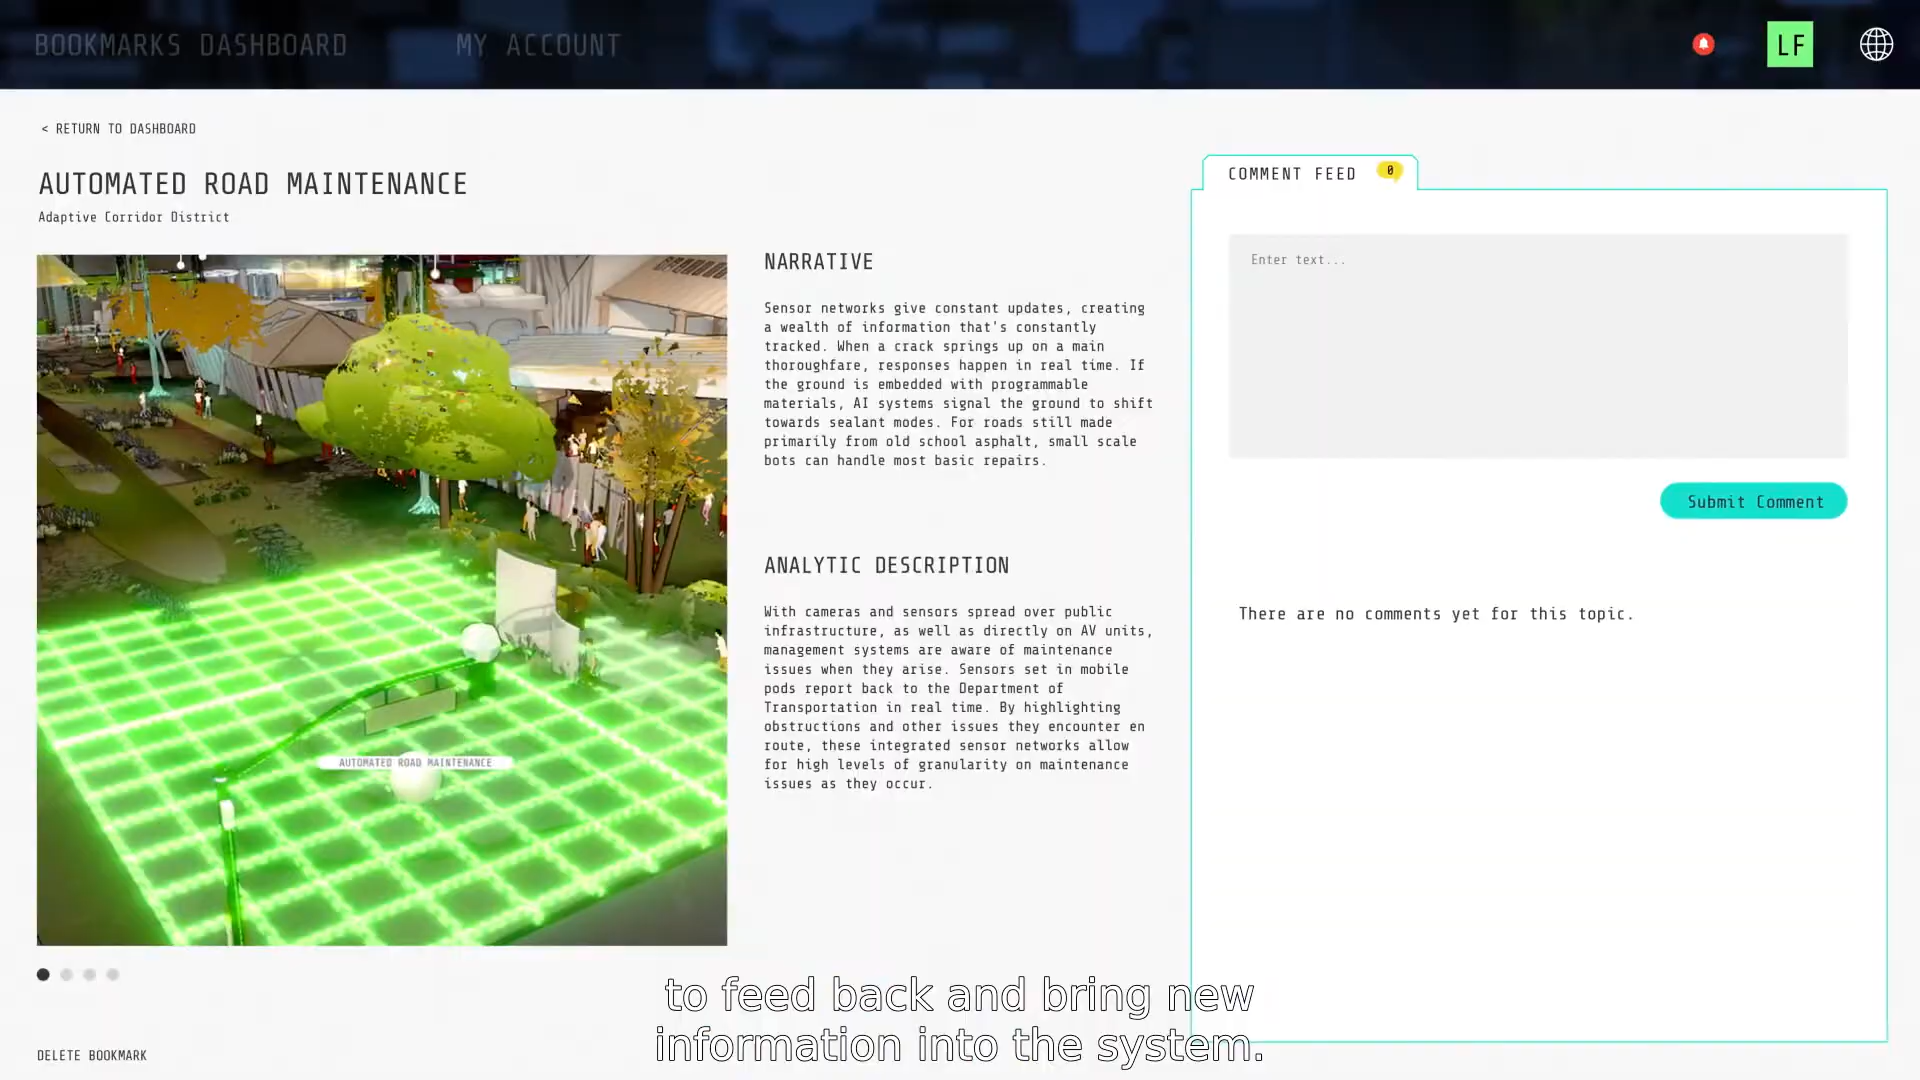 BOOKMARKS DASHBOARD
MY ACCOUNT
LF
< RETURN TO DASHBOARD
AUTOMATED ROAD MAINTENANCE
Adaptive Corridor District
NARRATIVE
Sensor networks give constant updates, creating
a wealth of information that's constantly
tracked. When a crack springs up on a main
thoroughfare, responses happen in real time. If
the ground is embedded with programmable
materials, AI systems signal the ground to shift
towards sealant modes. For roads still made
primarily from old school asphalt, small scale
bots can handle most basic repairs.
ANALYTIC DESCRIPTION
With cameras and sensors spread over public
infrastructure, as well as directly on AV units,
management systems are aware of maintenance
issues when they arise. Sensors set in mobile
pods report back to the Department of
Transportation in real time. By highlighting
obstructions and other issues they encounter en
route, these integrated sensor networks allow
for high levels of granularity on maintenance
issues as they occur.
AUTOMATED ROAD MAINTENANCE
COMMENT FEED 0
Enter text...
Submit Comment
There are no comments yet for this topic.
DELETE BOOKMARK
to feed back and bring new
information into the system.